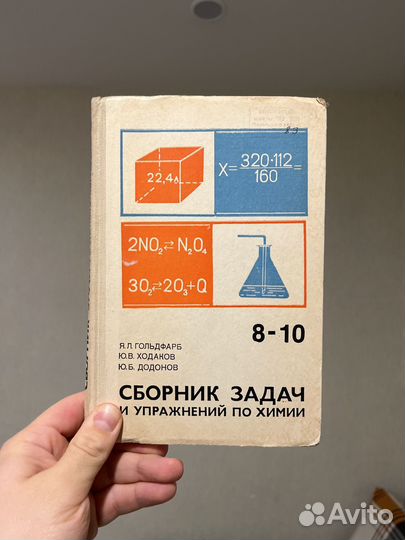 22,4л
X= 320·112 =
160
2NO₂⇄N₂O₄
3O₂⇄2O₃+Q
8-10
Я.Л.ГОЛЬДФАРБ
Ю.В.ХОДАКОВ
Ю.Б.ДОДОНОВ
СБОРНИК ЗАДАЧ
И УПРАЖНЕНИЙ ПО ХИМИИ
Avito